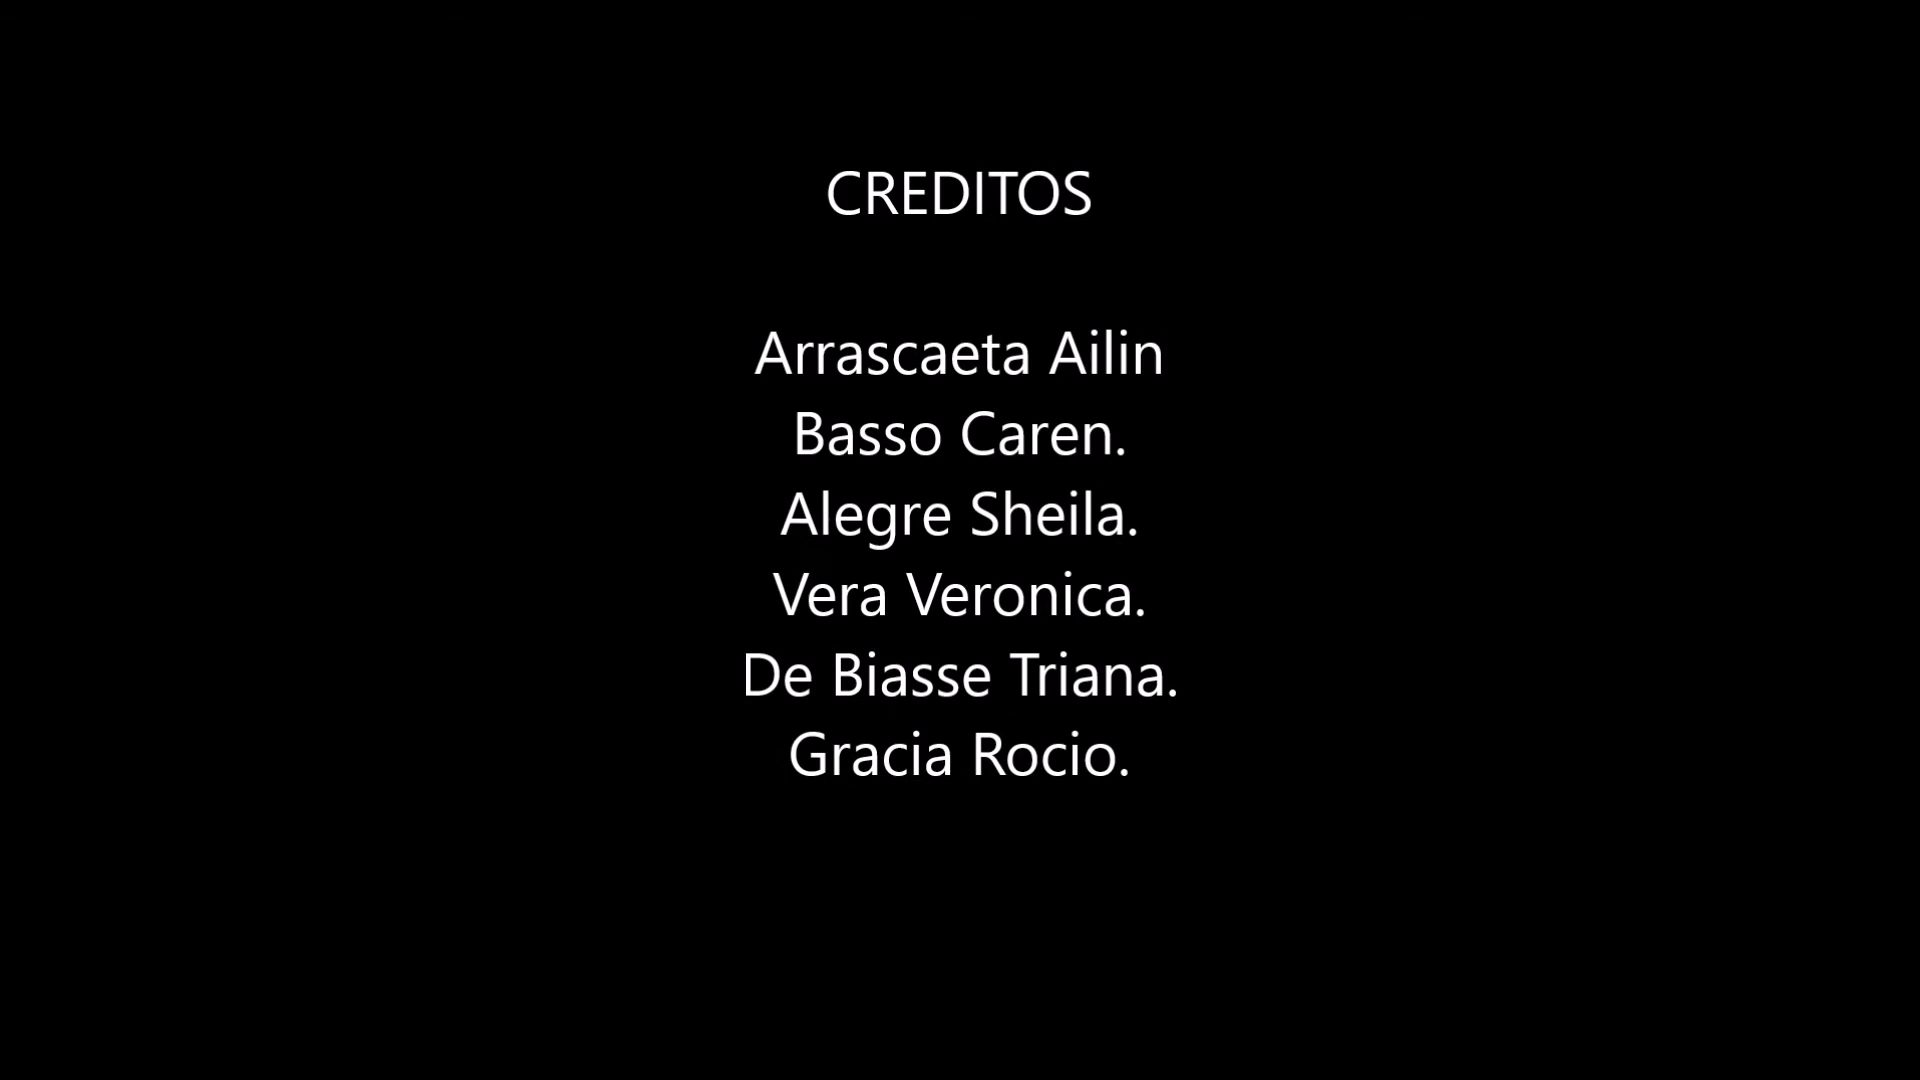 CREDITOS
Arrascaeta Ailin
Basso Caren.
Alegre Sheila.
Vera Veronica.
De Biasse Triana.
Gracia Rocio.